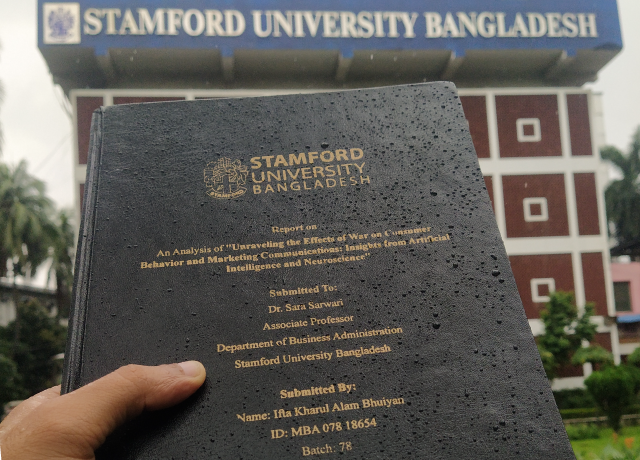 STAMFORD UNIVERSITY BANGLADESH
STAMFORD
UNIVERSITY
BANGLADESH
STAMFORD
Report on
An Analysis of "Unraveling the Effects of War on Consumer
Behavior and Marketing Communications: Insights from Artificial
Intelligence and Neuroscience"
Submitted To:
Dr. Sara Sarwari
Associate Professor
Department of Business Administration
Stamford University Bangladesh
Submitted By:
Name: Ifta Kharul Alam Bhuiyan
ID: MBA 078 18654
Batch: 78